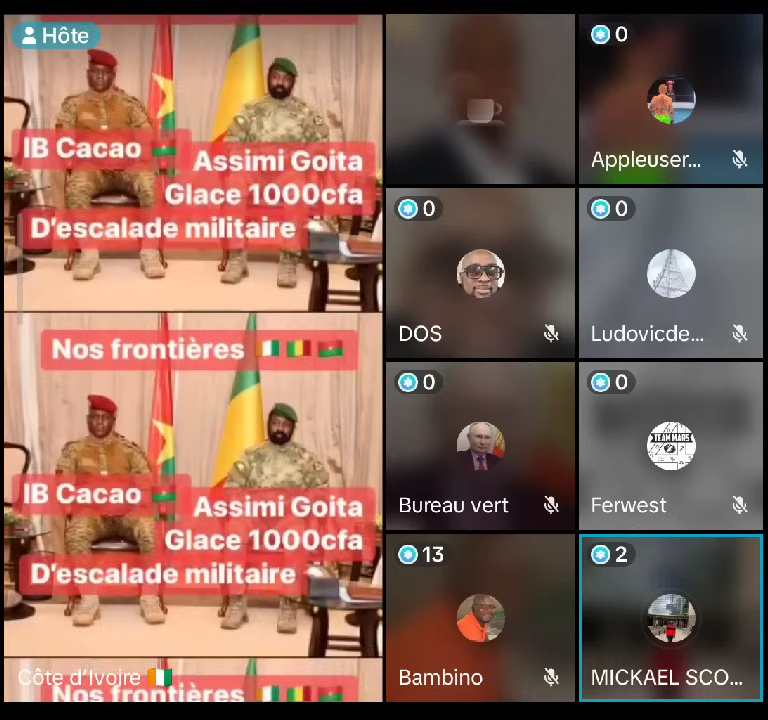 Hôte
IB Cacao
Assimi Goita
Glace 1000cfa
D'escalade militaire
Nos frontières
IB Cacao
Assimi Goita
Glace 1000cfa
D'escalade militaire
Côte d'Ivoire
Nos frontières
0
Appleuser...
0
DOS
0
Ludovicde...
0
Bureau vert
0
TEAM MARS
Ferwest
13
Bambino
2
MICKAEL SCO...